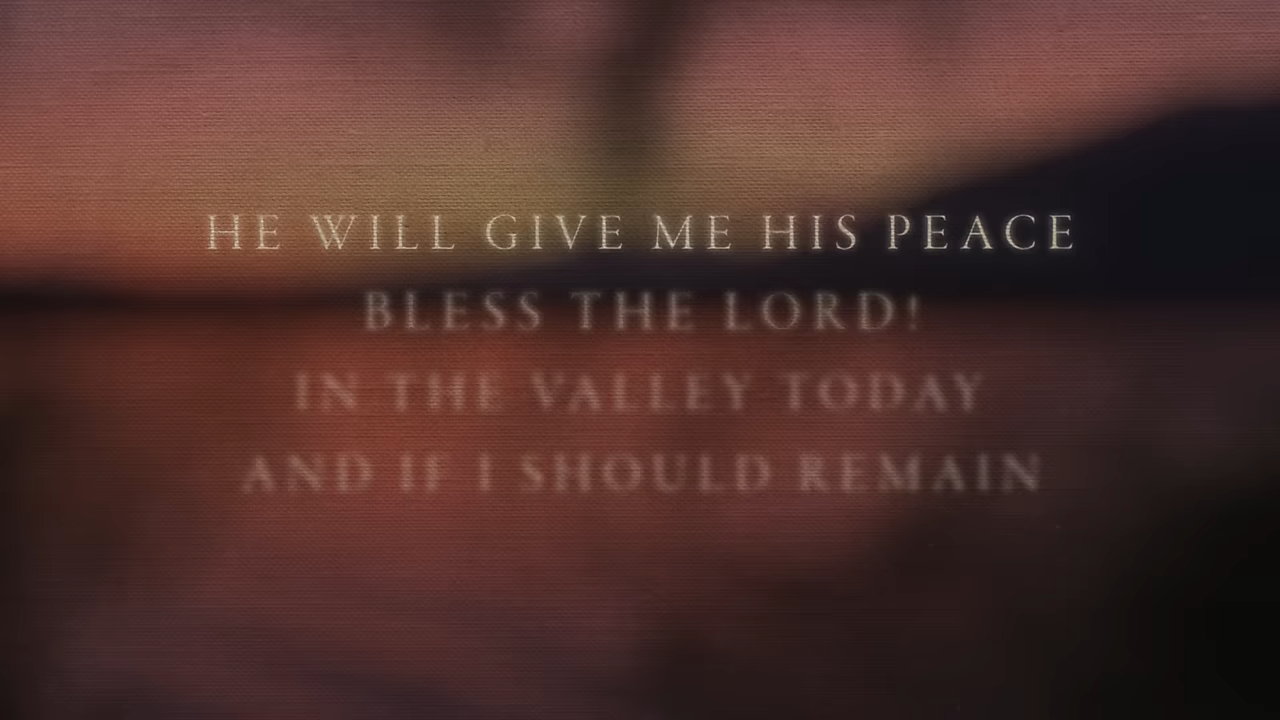 HE WILL GIVE ME HIS PEACE
BLESS THE LORD!
IN THE VALLEY TODAY
AND IF I SHOULD REMAIN